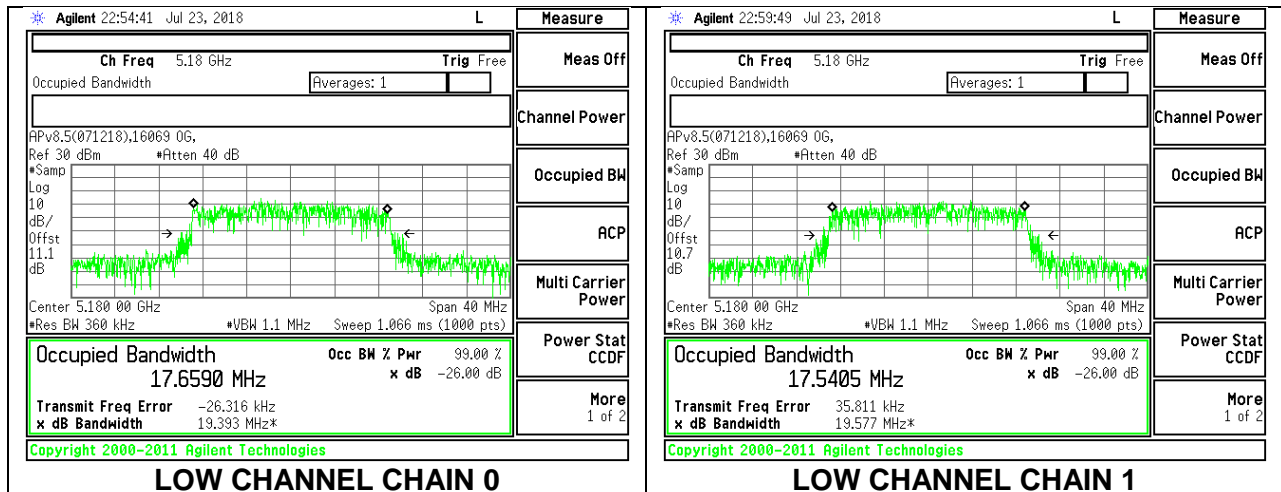 Agilent 22:54:41 Jul 23, 2018 L Measure
Ch Freq 5.18 GHz Trig Free
Occupied Bandwidth Averages: 1
Meas Off
Channel Power
Occupied BW
ACP
Multi Carrier
Power
Power Stat
CCDF
More
1 of 2
APv8.5(071218),16069 OG,
Ref 30 dBm #Atten 40 dB
#Samp
Log
10
dB/
Offst
11.1
dB
Center 5.180 00 GHz Span 40 MHz
#Res BW 360 kHz #VBW 1.1 MHz Sweep 1.066 ms (1000 pts)
Occupied Bandwidth Occ BW % Pwr 99.00 %
17.6590 MHz x dB -26.00 dB
Transmit Freq Error -26.316 kHz
x dB Bandwidth 19.393 MHz*
Copyright 2000-2011 Agilent Technologies
LOW CHANNEL CHAIN 0
Agilent 22:59:49 Jul 23, 2018 L Measure
Ch Freq 5.18 GHz Trig Free
Occupied Bandwidth Averages: 1
Meas Off
Channel Power
Occupied BW
ACP
Multi Carrier
Power
Power Stat
CCDF
More
1 of 2
APv8.5(071218),16069 OG,
Ref 30 dBm #Atten 40 dB
#Samp
Log
10
dB/
Offst
10.7
dB
Center 5.180 00 GHz Span 40 MHz
#Res BW 360 kHz #VBW 1.1 MHz Sweep 1.066 ms (1000 pts)
Occupied Bandwidth Occ BW % Pwr 99.00 %
17.5405 MHz x dB -26.00 dB
Transmit Freq Error 35.811 kHz
x dB Bandwidth 19.577 MHz*
Copyright 2000-2011 Agilent Technologies
LOW CHANNEL CHAIN 1